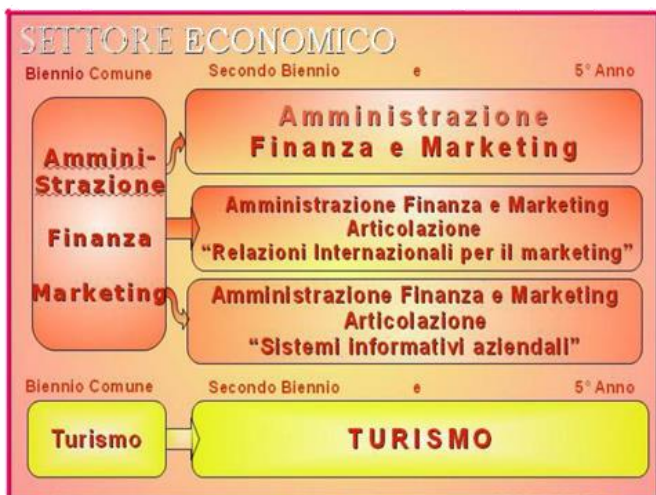 SETTORE ECONOMICO
Biennio Comune Secondo Biennio e 5° Anno
Ammini-
Strazione
Finanza
Marketing
Amministrazione
Finanza e Marketing
Amministrazione Finanza e Marketing
Articolazione
“Relazioni Internazionali per il marketing”
Amministrazione Finanza e Marketing
Articolazione
“Sistemi informativi aziendali”
Biennio Comune Secondo Biennio e 5° Anno
Turismo
TURISMO